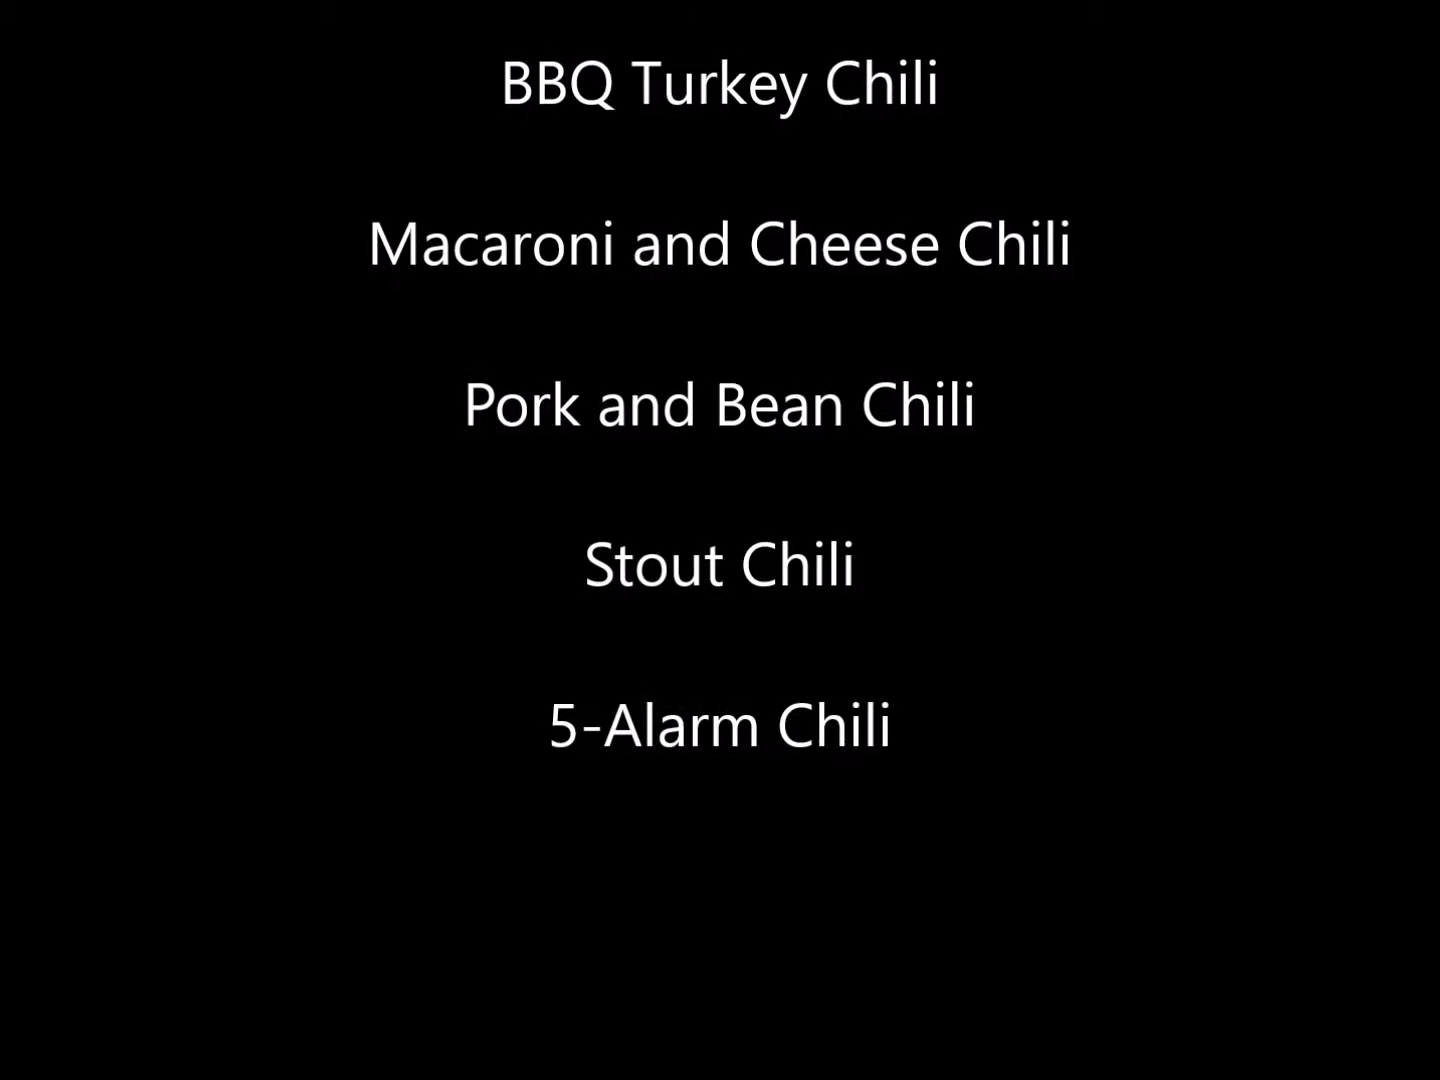 BBQ Turkey Chili
Macaroni and Cheese Chili
Pork and Bean Chili
Stout Chili
5-Alarm Chili